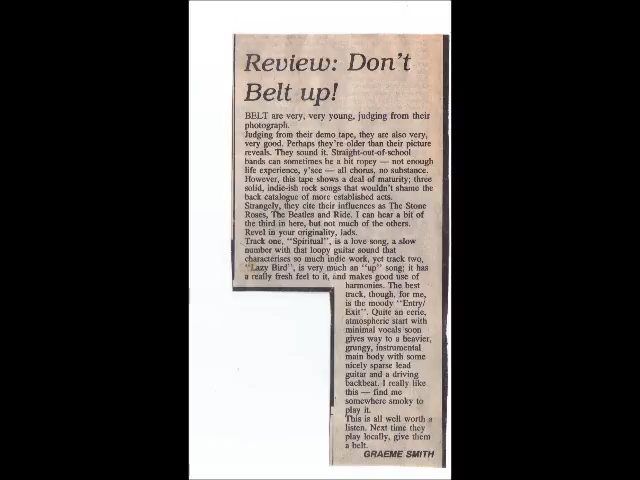 Review: Don't
Belt up!
BELT are very, very young, judging from their
photograph.
Judging from their demo tape, they are also very,
very good. Perhaps they're older than their picture
reveals. They sound it. Straight-out-of-school
bands can sometimes be a bit ropey — not enough
life experience, y'see — all chorus, no substance.
However, this tape shows a deal of maturity; three
solid, indie-ish rock songs that wouldn't shame the
back catalogue of more established acts.
Strangely, they cite their influences as The Stone
Roses, The Beatles and Ride. I can hear a bit of
the third in here, but not much of the others.
Revel in your originality, lads.
Track one, "Spiritual", is a love song, a slow
number with that loopy guitar sound that
characterises so much indie work, yet track two,
"Lazy Bird", is very much an "up" song; it has
a really fresh feel to it, and makes good use of
harmonies. The best
track, though, for me,
is the moody "Entry/
Exit". Quite an eerie,
atmospheric start with
minimal vocals soon
gives way to a heavier,
grungy, instrumental
main body with some
nicely sparse lead
guitar and a driving
backbeat. I really like
this — find me
somewhere smoky to
play it.
This is all well worth a
listen. Next time they
play locally, give them
a belt.
GRAEME SMITH